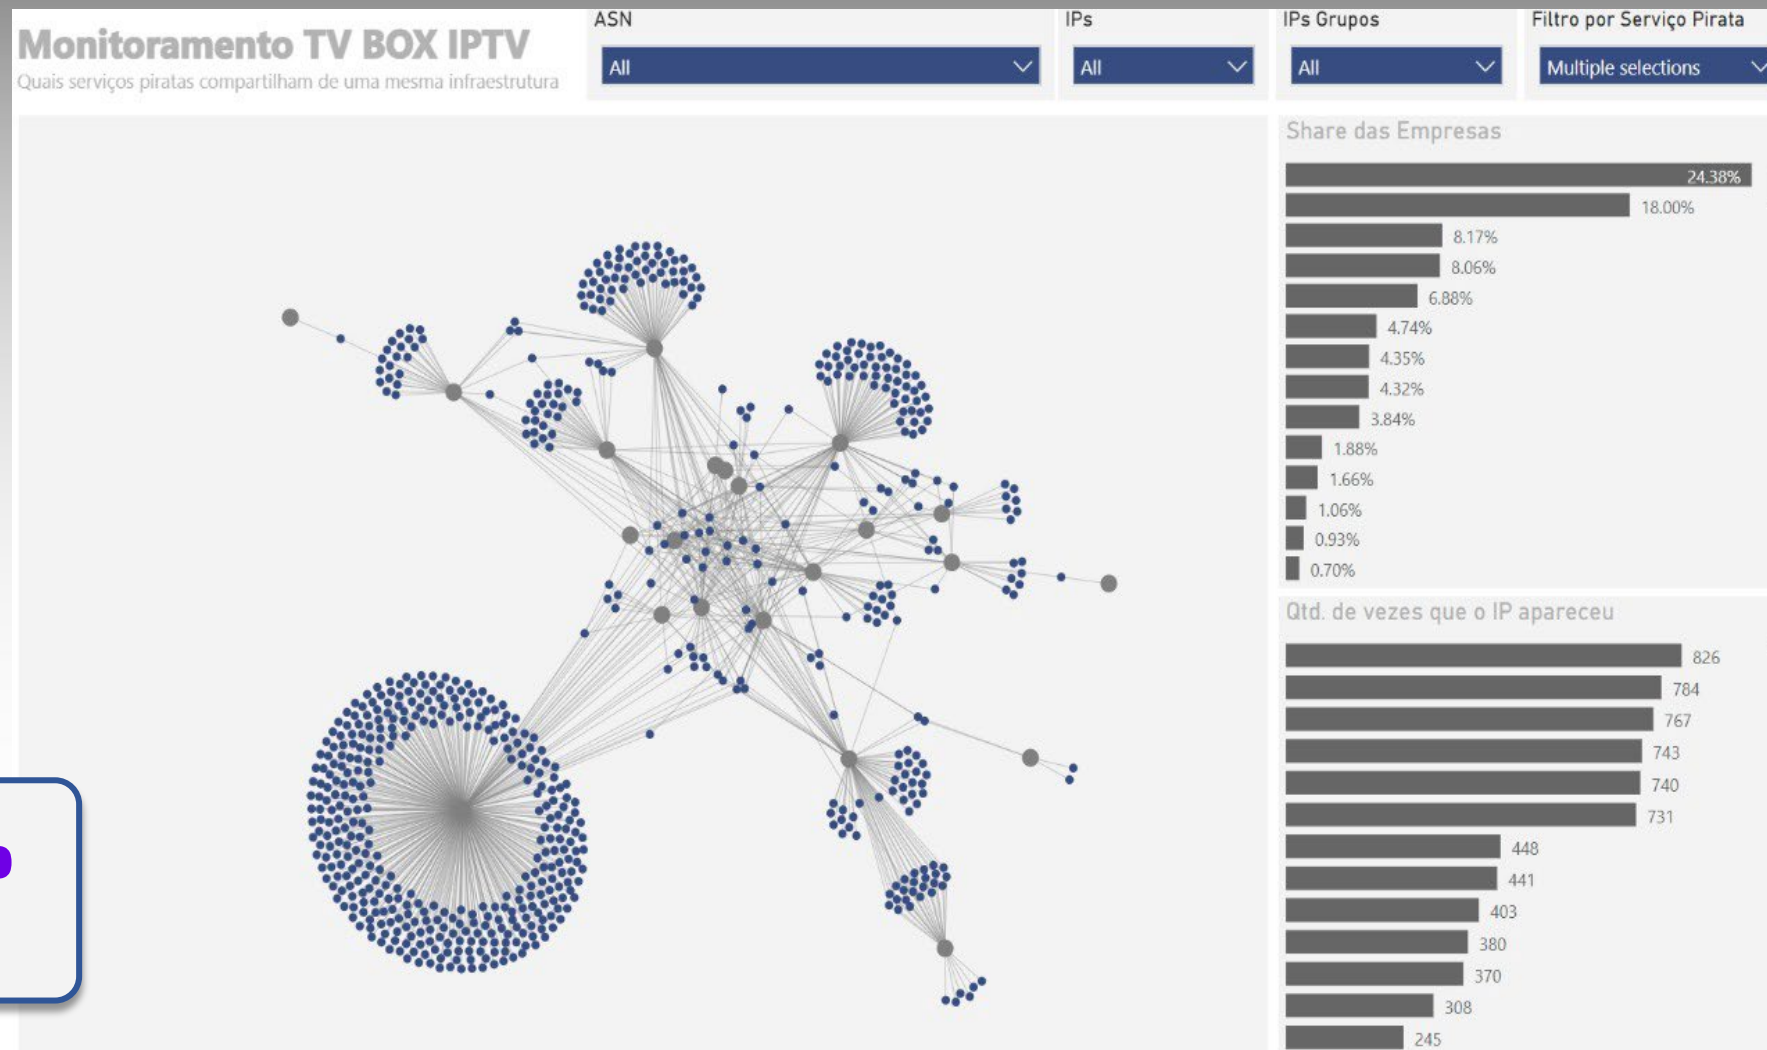 Monitoramento TV BOX IPTV
Quais serviços piratas compartilham de uma mesma infraestrutura
ASN
All
IPs
All
IPs Grupos
All
Filtro por Serviço Pirata
Multiple selections
Share das Empresas
24.38%
18.00%
8.17%
8.06%
6.88%
4.74%
4.35%
4.32%
3.84%
1.88%
1.66%
1.06%
0.93%
0.70%
Qtd. de vezes que o IP apareceu
826
784
767
743
740
731
448
441
403
380
370
308
245